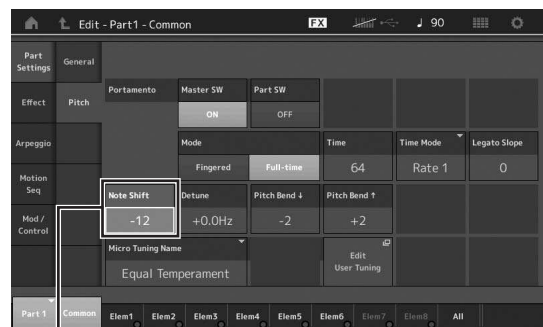 Edit - Part1 - Common FX ♩ 90
Part Settings
General
Effect
Pitch
Arpeggio
Motion Seq
Mod / Control
Portamento
Master SW
ON
Part SW
OFF
Mode
Fingered
Full-time
Time
64
Time Mode
Rate 1
Legato Slope
0
Note Shift
-12
Detune
+0.0Hz
Pitch Bend ↓
-2
Pitch Bend ↑
+2
Micro Tuning Name
Equal Temperament
Edit
User Tuning
Part 1 Common Elem1 Elem2 Elem3 Elem4 Elem5 Elem6 Elem7 Elem8 All